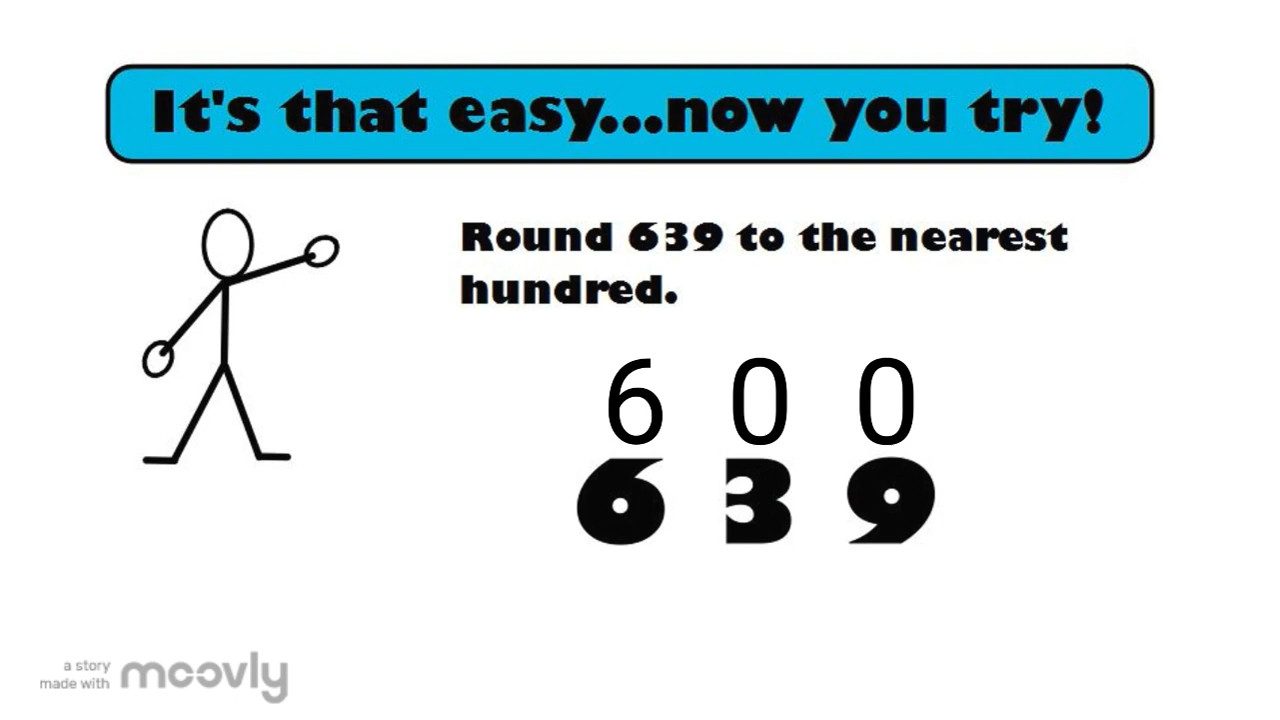 It's that easy...now you try!
Round 639 to the nearest
hundred.
6 0 0
6 3 9
a story
made with moovly